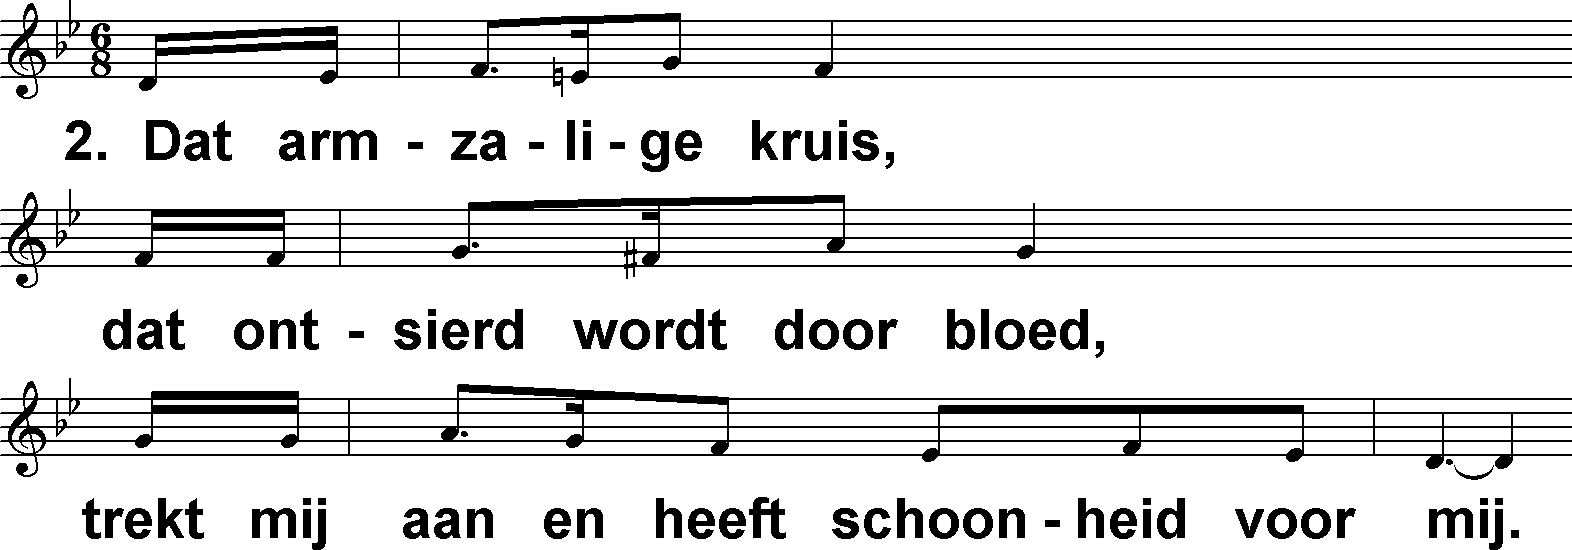 2. Dat arm - za - li - ge kruis,
dat ont - sierd wordt door bloed,
trekt mij aan en heeft schoon - heid voor mij.